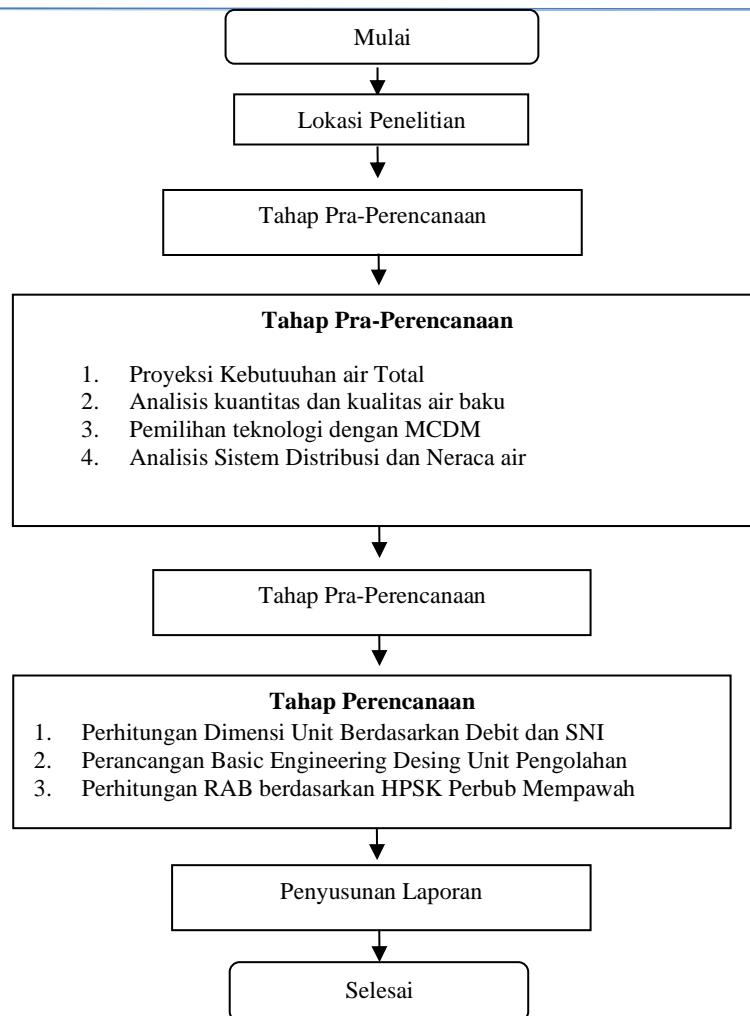 Mulai
Lokasi Penelitian
Tahap Pra-Perencanaan
Tahap Pra-Perencanaan
1. Proyeksi Kebutuuhan air Total
2. Analisis kuantitas dan kualitas air baku
3. Pemilihan teknologi dengan MCDM
4. Analisis Sistem Distribusi dan Neraca air
Tahap Pra-Perencanaan
Tahap Perencanaan
1. Perhitungan Dimensi Unit Berdasarkan Debit dan SNI
2. Perancangan Basic Engineering Desing Unit Pengolahan
3. Perhitungan RAB berdasarkan HPSK Perbub Mempawah
Penyusunan Laporan
Selesai